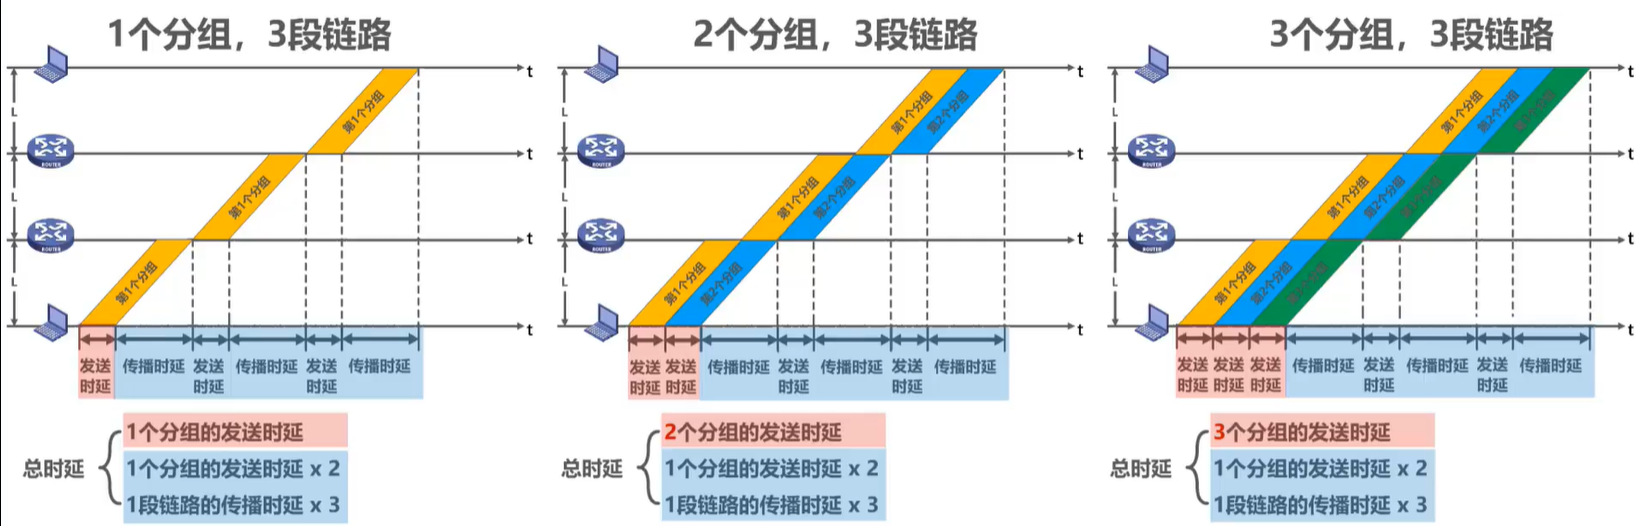 1个分组，3段链路
t
L
第1个分组
ROUTER
t
L
第1个分组
ROUTER
t
L
第1个分组
t
发送时延
传播时延
发送时延
传播时延
发送时延
传播时延
总时延
1个分组的发送时延
1个分组的发送时延 x 2
1段链路的传播时延 x 3
2个分组，3段链路
t
L
第1个分组
第2个分组
ROUTER
t
L
第1个分组
第2个分组
ROUTER
t
L
第1个分组
第2个分组
t
发送时延
发送时延
传播时延
发送时延
传播时延
发送时延
传播时延
总时延
2个分组的发送时延
1个分组的发送时延 x 2
1段链路的传播时延 x 3
3个分组，3段链路
t
L
第1个分组
第2个分组
第3个分组
ROUTER
t
L
第1个分组
第2个分组
第3个分组
ROUTER
t
L
第1个分组
第2个分组
第3个分组
t
发送时延
发送时延
发送时延
传播时延
发送时延
传播时延
发送时延
传播时延
总时延
3个分组的发送时延
1个分组的发送时延 x 2
1段链路的传播时延 x 3